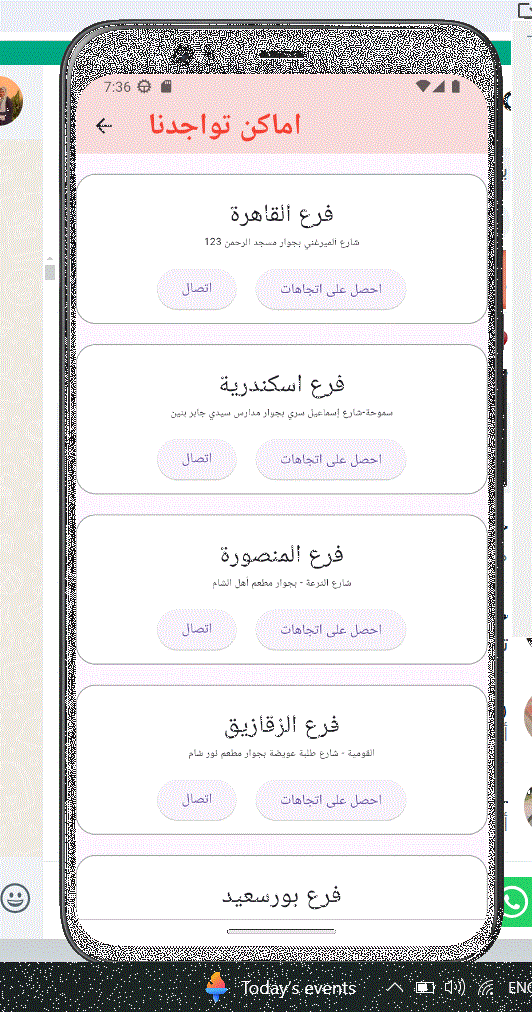 7:36
اماكن تواجدنا
فرع القاهرة
شارع الميرغني بجوار مسجد الرحمن 123
احصل على اتجاهات
اتصال
فرع اسكندرية
سموحة-شارع إسماعيل سري بجوار مدارس سيدي جابر بنين
احصل على اتجاهات
اتصال
فرع المنصورة
شارع الترعة - بجوار مطعم أهل الشام
احصل على اتجاهات
اتصال
فرع الزقازيق
القومية - شارع طلبة عويضة بجوار مطعم نور شام
احصل على اتجاهات
اتصال
فرع بورسعيد
Today's events
ENG